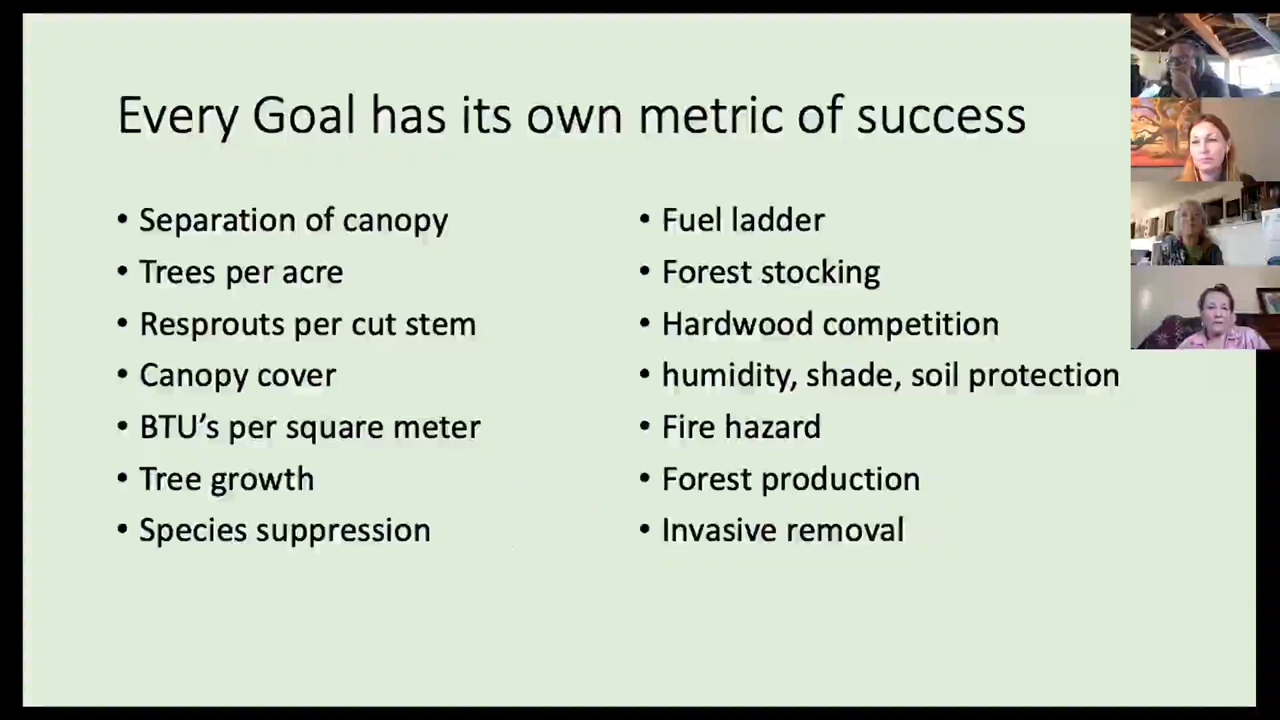 Every Goal has its own metric of success
• Separation of canopy
• Trees per acre
• Resprouts per cut stem
• Canopy cover
• BTU’s per square meter
• Tree growth
• Species suppression
• Fuel ladder
• Forest stocking
• Hardwood competition
• humidity, shade, soil protection
• Fire hazard
• Forest production
• Invasive removal